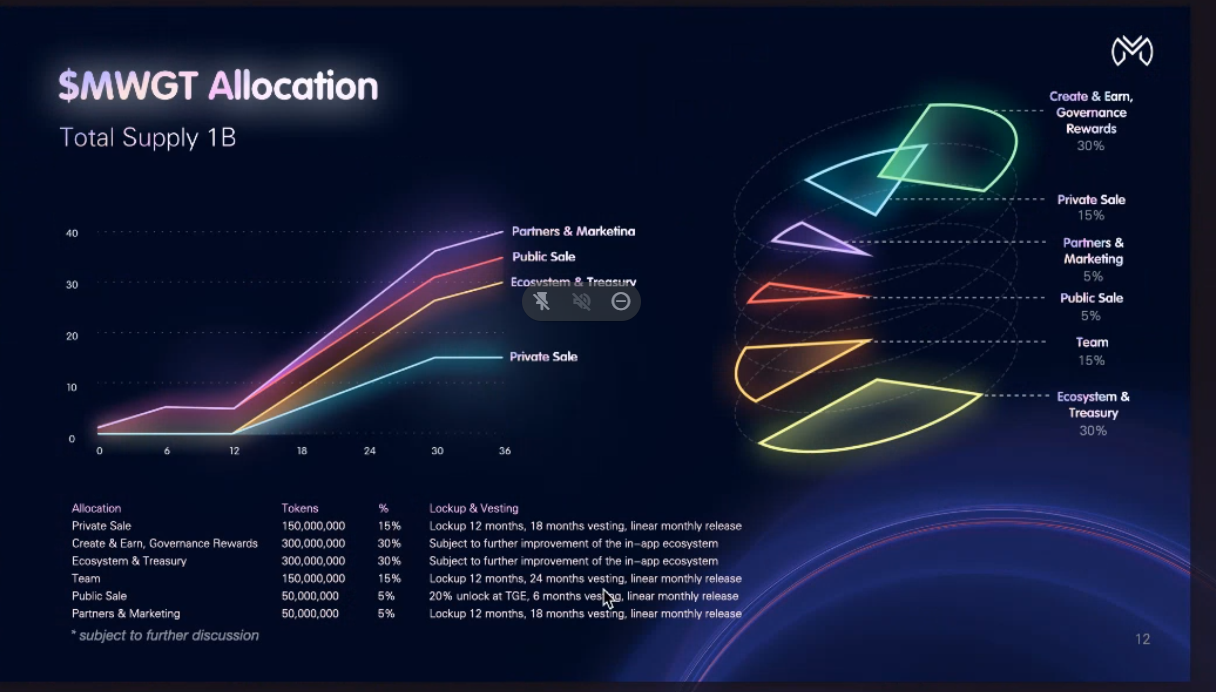 $MWGT Allocation
Total Supply 1B
40
30
20
10
0
0 6 12 18 24 30 36
Partners & Marketing
Public Sale
Ecosystem & Treasury
Private Sale
Create & Earn,
Governance
Rewards
30%
Private Sale
15%
Partners &
Marketing
5%
Public Sale
5%
Team
15%
Ecosystem &
Treasury
30%
Allocation Tokens % Lockup & Vesting
Private Sale 150,000,000 15% Lockup 12 months, 18 months vesting, linear monthly release
Create & Earn, Governance Rewards 300,000,000 30% Subject to further improvement of the in-app ecosystem
Ecosystem & Treasury 300,000,000 30% Subject to further improvement of the in-app ecosystem
Team 150,000,000 15% Lockup 12 months, 24 months vesting, linear monthly release
Public Sale 50,000,000 5% 20% unlock at TGE, 6 months vesting, linear monthly release
Partners & Marketing 50,000,000 5% Lockup 12 months, 18 months vesting, linear monthly release
* subject to further discussion
12